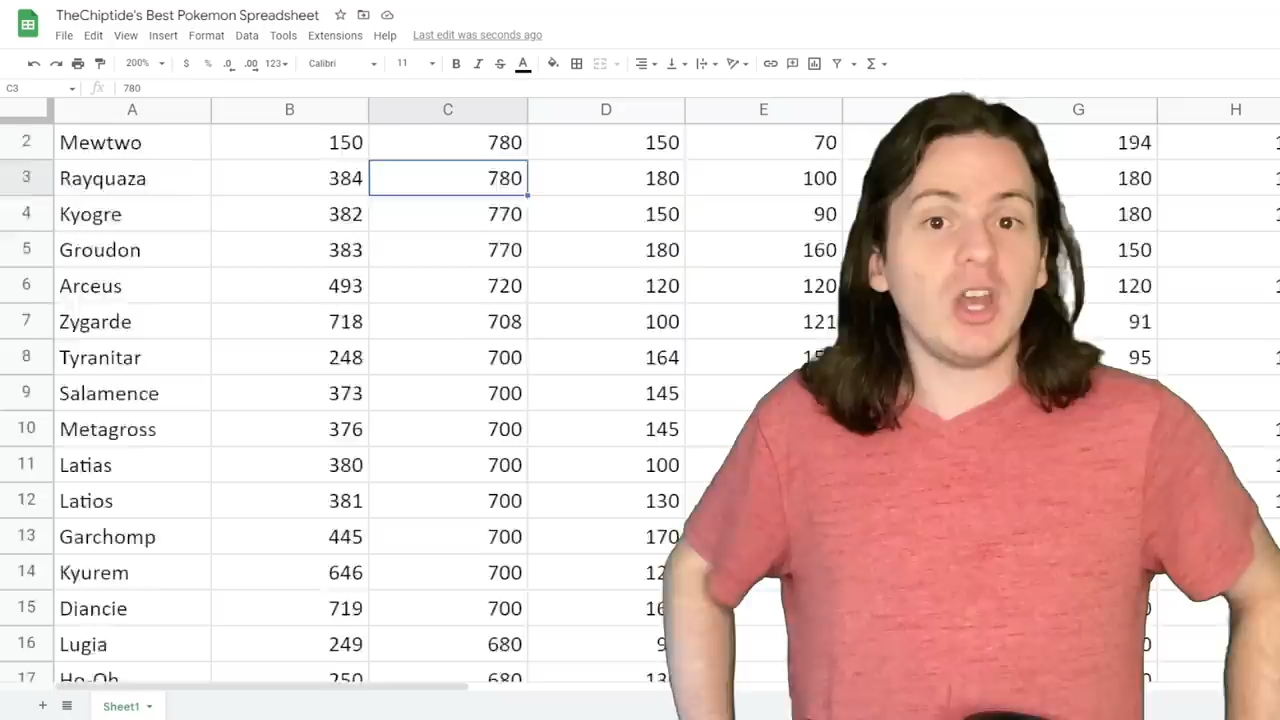 TheChiptide's Best Pokemon Spreadsheet
File Edit View Insert Format Data Tools Extensions Help Last edit was seconds ago
200% $ % .0 .00 123 Calibri 11 B I S A
C3 fx 780
A B C D E G H
2 Mewtwo 150 780 150 70 194
3 Rayquaza 384 780 180 100 180
4 Kyogre 382 770 150 90 180
5 Groudon 383 770 180 160 150
6 Arceus 493 720 120 120 120
7 Zygarde 718 708 100 121 91
8 Tyranitar 248 700 164 95
9 Salamence 373 700 145
10 Metagross 376 700 145
11 Latias 380 700 100
12 Latios 381 700 130
13 Garchomp 445 700 170
14 Kyurem 646 700
15 Diancie 719 700
16 Lugia 249 680
17 Ho-Oh 250 680
Sheet1